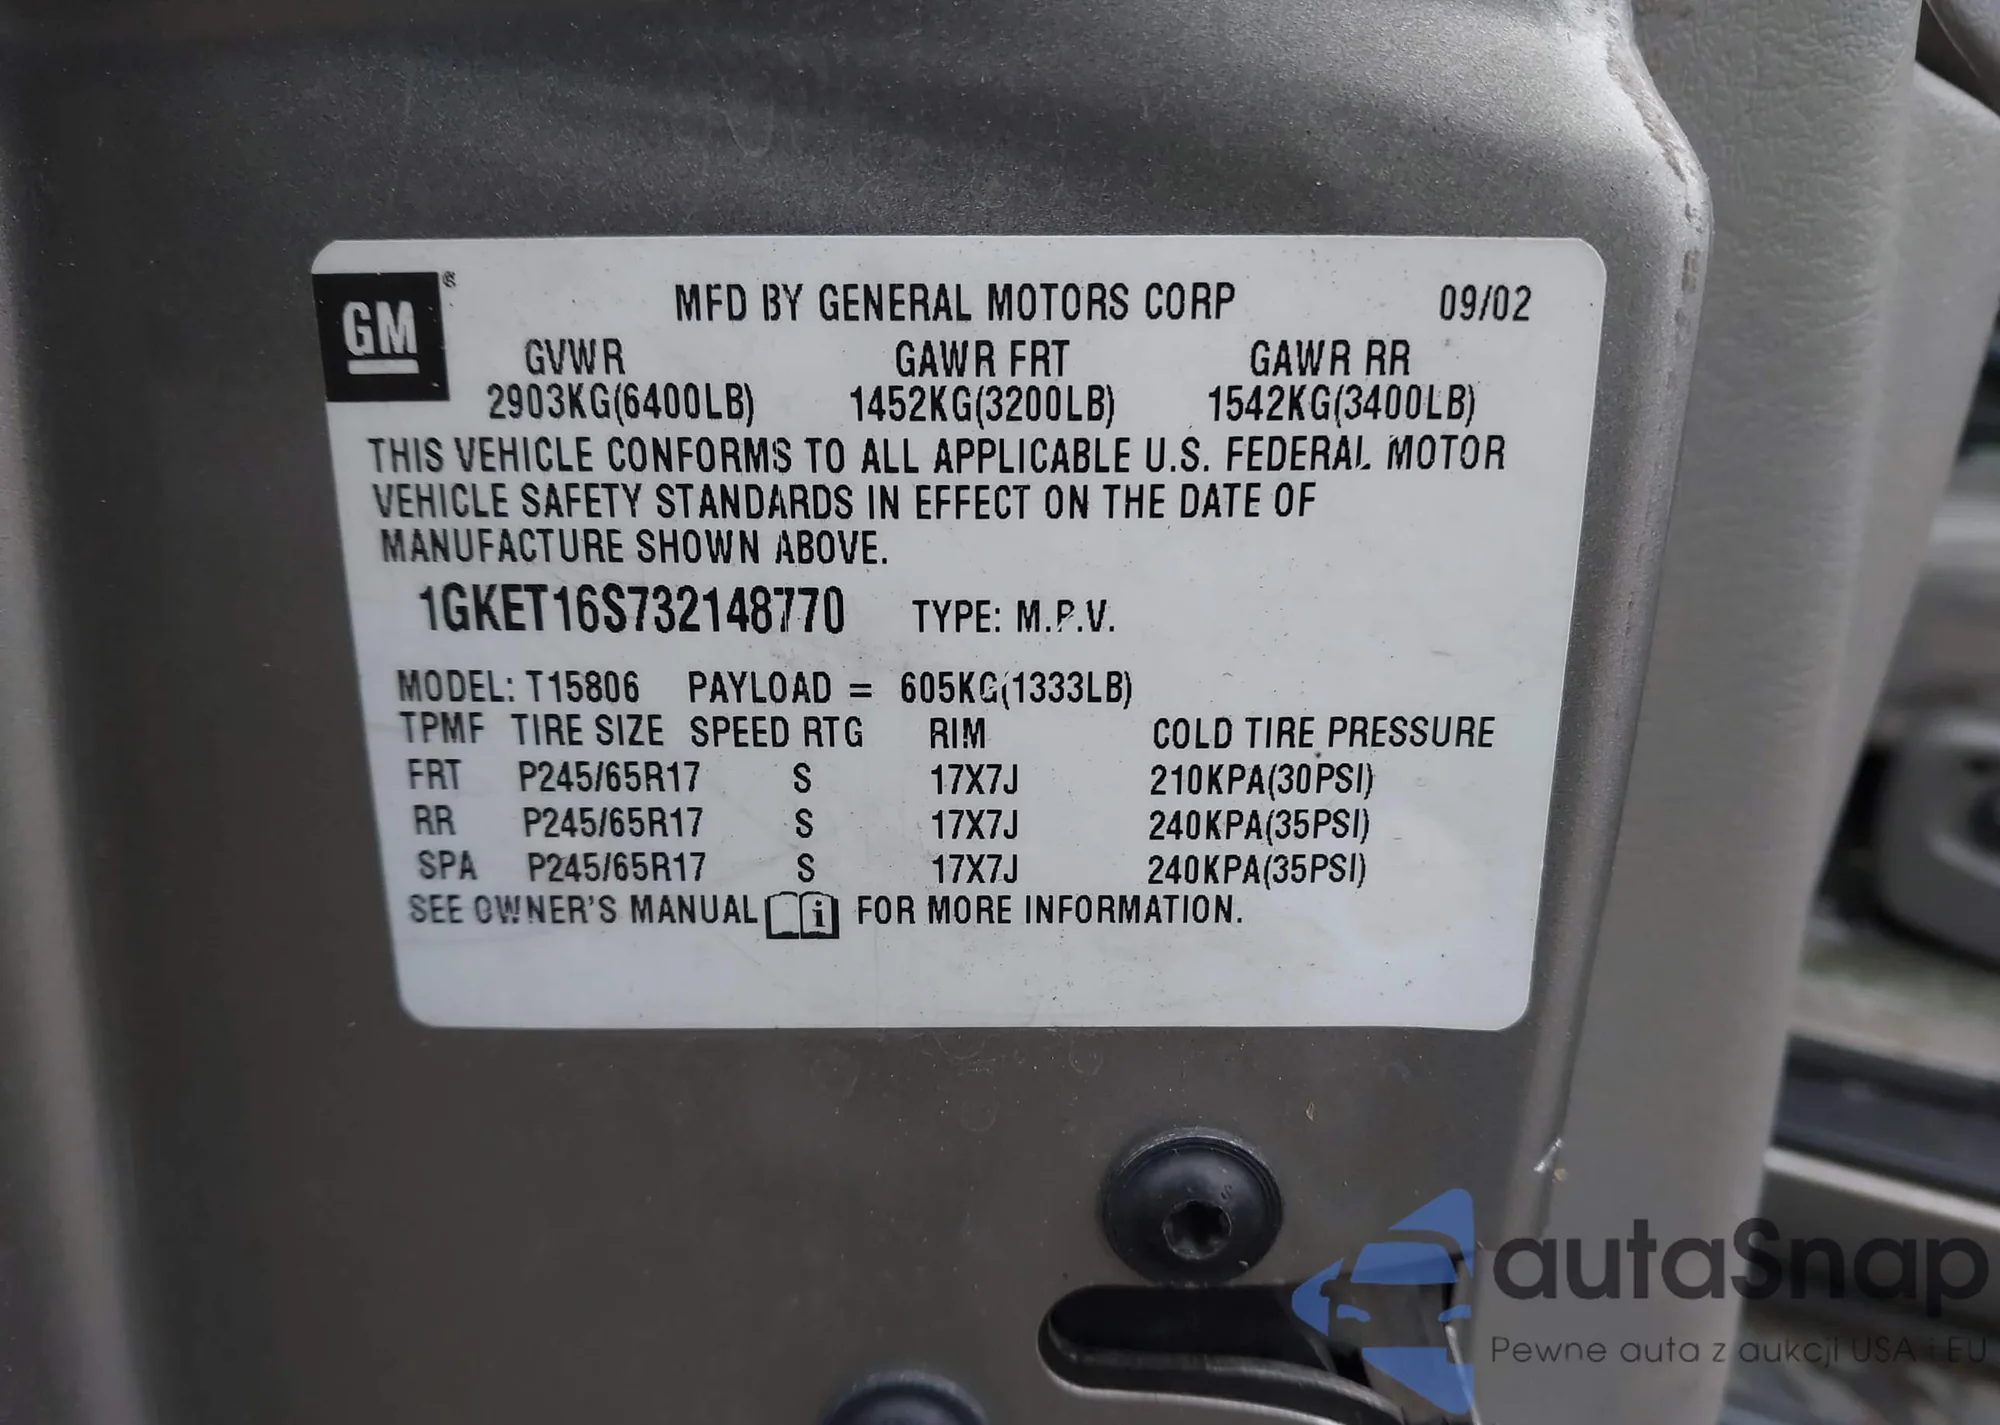 GM®
MFD BY GENERAL MOTORS CORP 09/02
GVWR GAWR FRT GAWR RR
2903KG(6400LB) 1452KG(3200LB) 1542KG(3400LB)
THIS VEHICLE CONFORMS TO ALL APPLICABLE U.S. FEDERAL MOTOR
VEHICLE SAFETY STANDARDS IN EFFECT ON THE DATE OF
MANUFACTURE SHOWN ABOVE.
1GKET16S732148770 TYPE: M.P.V.
MODEL: T15806 PAYLOAD = 605KG(1333LB)
TPMF TIRE SIZE SPEED RTG RIM COLD TIRE PRESSURE
FRT P245/65R17 S 17X7J 210KPA(30PSI)
RR P245/65R17 S 17X7J 240KPA(35PSI)
SPA P245/65R17 S 17X7J 240KPA(35PSI)
SEE OWNER'S MANUAL i FOR MORE INFORMATION.
autaSnap
Pewne auta z aukcji USA i EU